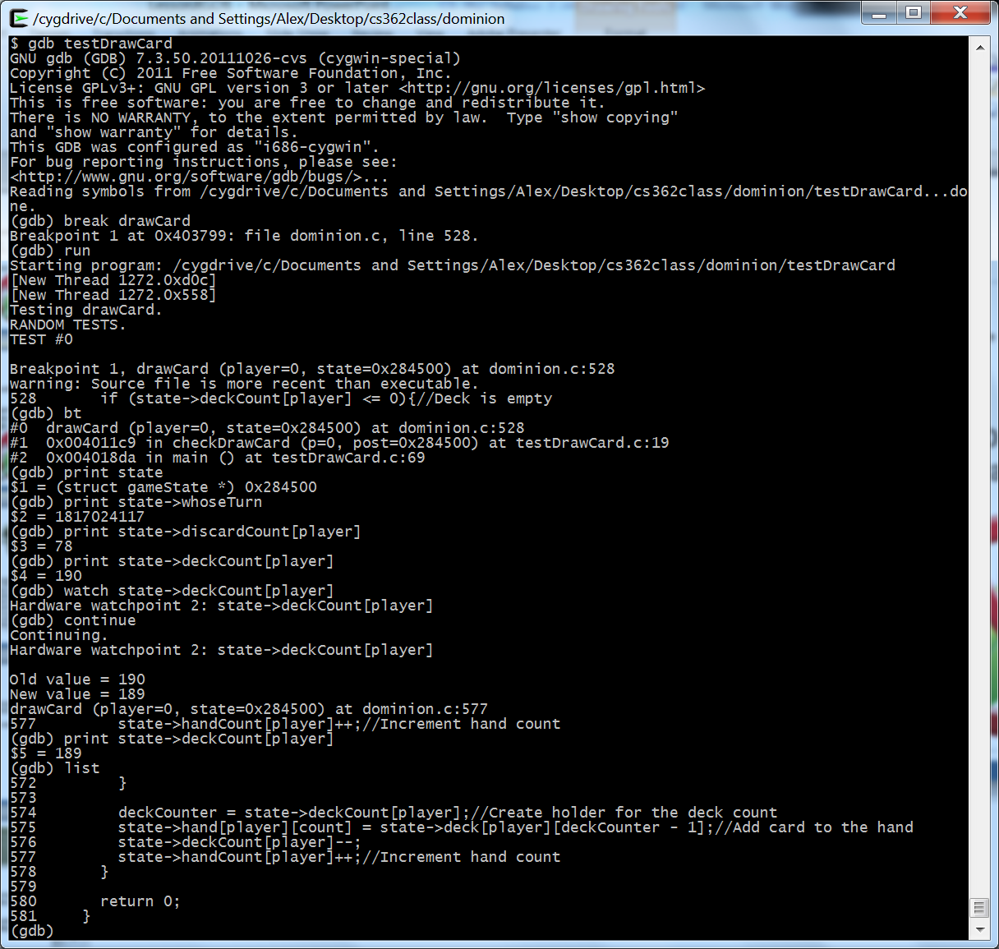 /cygdrive/c/Documents and Settings/Alex/Desktop/cs362class/dominion
$ gdb testDrawCard
GNU gdb (GDB) 7.3.50.20111026-cvs (cygwin-special)
Copyright (C) 2011 Free Software Foundation, Inc.
License GPLv3+: GNU GPL version 3 or later <http://gnu.org/licenses/gpl.html>
This is free software: you are free to change and redistribute it.
There is NO WARRANTY, to the extent permitted by law.  Type "show copying"
and "show warranty" for details.
This GDB was configured as "i686-cygwin".
For bug reporting instructions, please see:
<http://www.gnu.org/software/gdb/bugs/>...
Reading symbols from /cygdrive/c/Documents and Settings/Alex/Desktop/cs362class/dominion/testDrawCard...do
ne.
(gdb) break drawCard
Breakpoint 1 at 0x403799: file dominion.c, line 528.
(gdb) run
Starting program: /cygdrive/c/Documents and Settings/Alex/Desktop/cs362class/dominion/testDrawCard
[New Thread 1272.0xd0c]
[New Thread 1272.0x558]
Testing drawCard.
RANDOM TESTS.
TEST #0
Breakpoint 1, drawCard (player=0, state=0x284500) at dominion.c:528
warning: Source file is more recent than executable.
528       if (state->deckCount[player] <= 0){//Deck is empty
(gdb) bt
#0  drawCard (player=0, state=0x284500) at dominion.c:528
#1  0x004011c9 in checkDrawCard (p=0, post=0x284500) at testDrawCard.c:19
#2  0x004018da in main () at testDrawCard.c:69
(gdb) print state
$1 = (struct gameState *) 0x284500
(gdb) print state->whoseTurn
$2 = 1817024117
(gdb) print state->discardCount[player]
$3 = 78
(gdb) print state->deckCount[player]
$4 = 190
(gdb) watch state->deckCount[player]
Hardware watchpoint 2: state->deckCount[player]
(gdb) continue
Continuing.
Hardware watchpoint 2: state->deckCount[player]
Old value = 190
New value = 189
drawCard (player=0, state=0x284500) at dominion.c:577
577         state->handCount[player]++;//Increment hand count
(gdb) print state->deckCount[player]
$5 = 189
(gdb) list
572         }
573
574         deckCounter = state->deckCount[player];//Create holder for the deck count
575         state->hand[player][count] = state->deck[player][deckCounter - 1];//Add card to the hand
576         state->deckCount[player]--;
577         state->handCount[player]++;//Increment hand count
578       }
579
580       return 0;
581     }
(gdb)